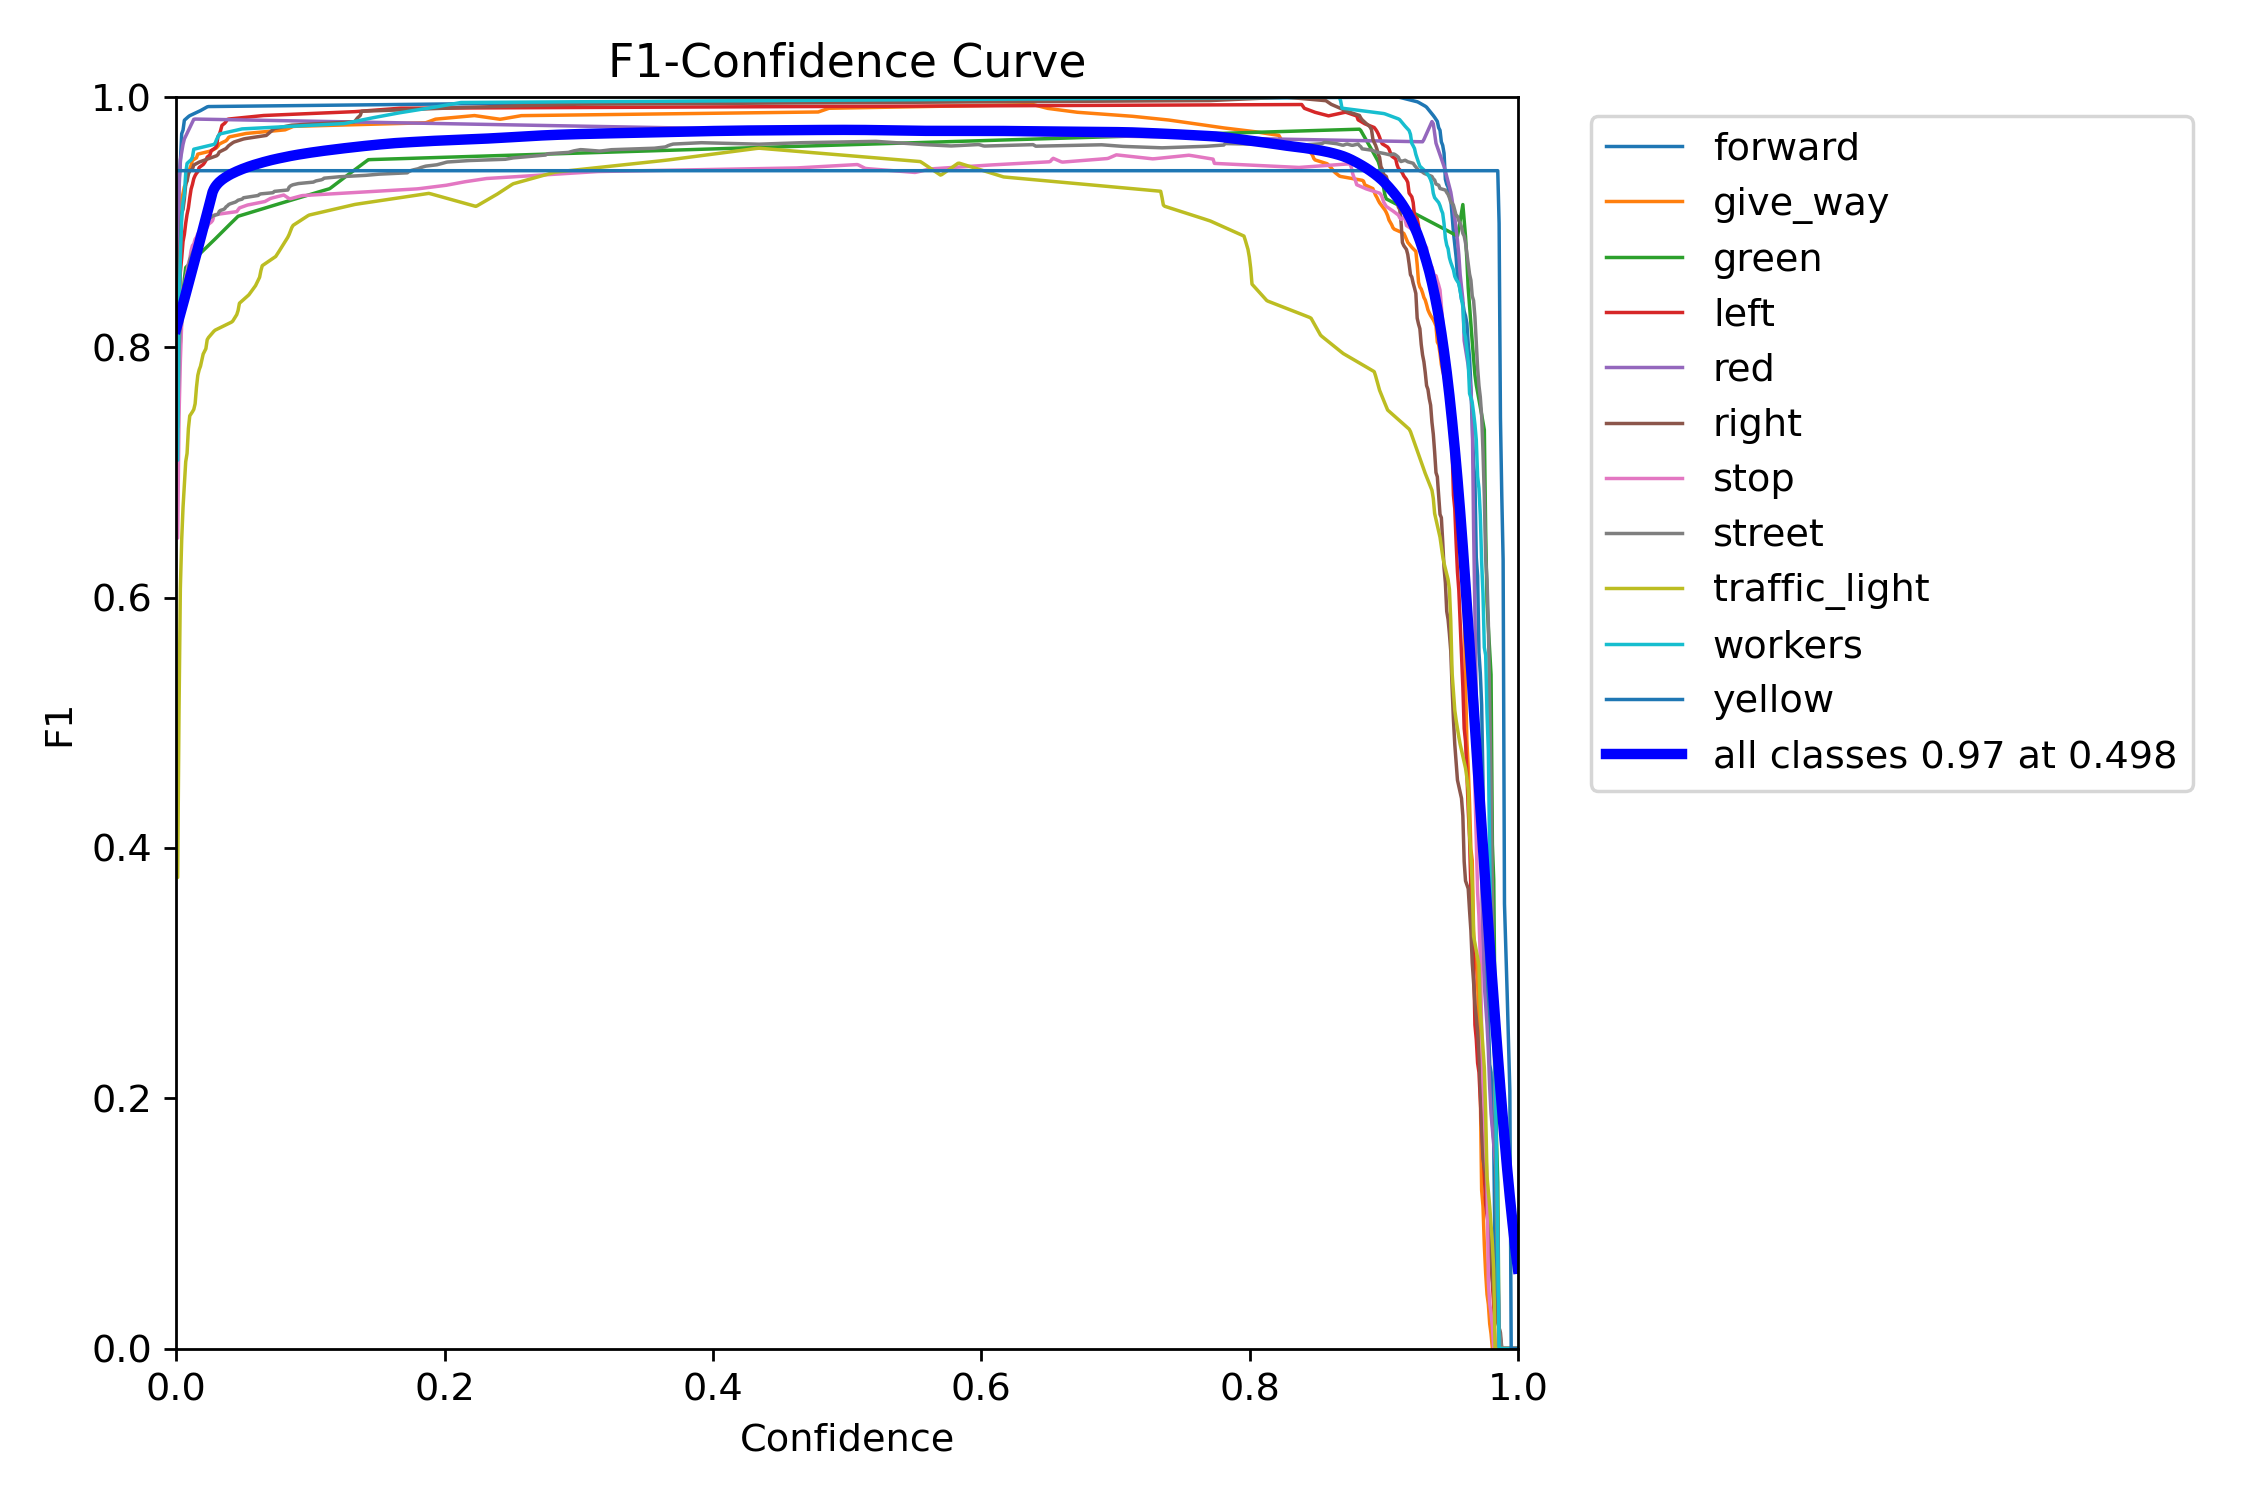 F1-Confidence Curve
1.0
0.8
0.6
0.4
0.2
0.0
F1
0.0 0.2 0.4 0.6 0.8 1.0
Confidence
forward
give_way
green
left
red
right
stop
street
traffic_light
workers
yellow
all classes 0.97 at 0.498